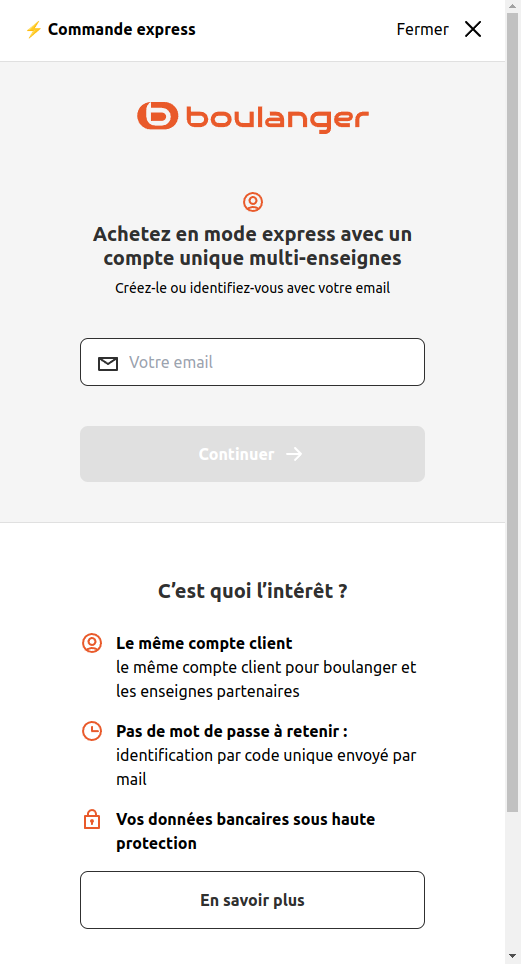 ⚡ Commande express
Fermer
boulanger
Achetez en mode express avec un
compte unique multi-enseignes
Créez-le ou identifiez-vous avec votre email
Votre email
Continuer →
C’est quoi l’intérêt ?
Le même compte client
le même compte client pour boulanger et
les enseignes partenaires
Pas de mot de passe à retenir :
identification par code unique envoyé par
mail
Vos données bancaires sous haute
protection
En savoir plus